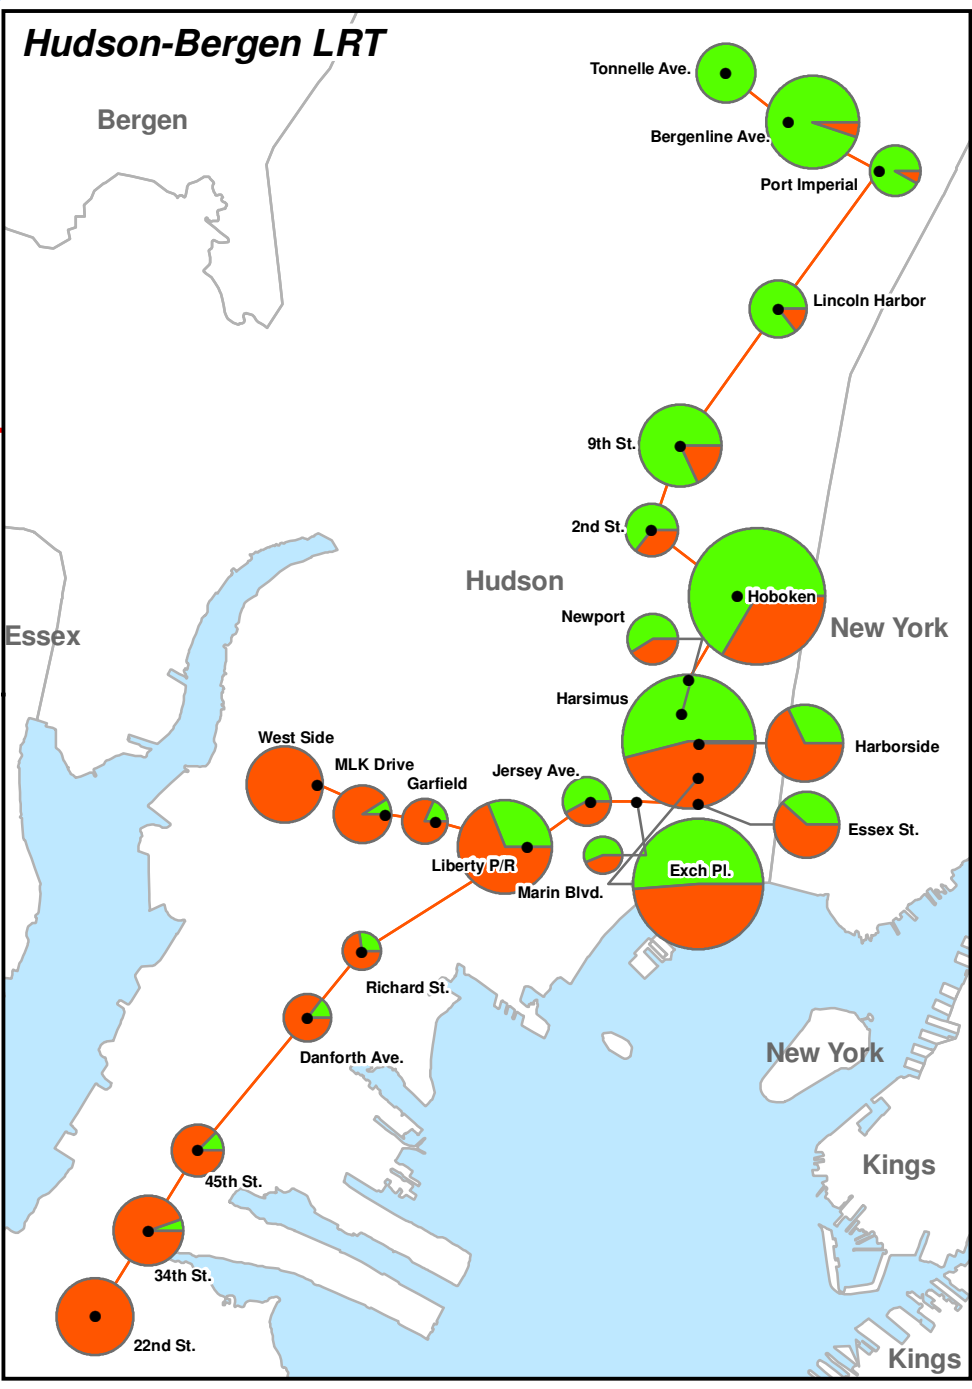 Hudson-Bergen LRT
Tonnelle Ave.
Bergen
Bergenline Ave.
Port Imperial
Lincoln Harbor
9th St.
2nd St.
Hudson
Hoboken
Newport
New York
Essex
Harsimus
West Side
Harborside
MLK Drive
Jersey Ave.
Garfield
Essex St.
Liberty P/R
Exch Pl.
Marin Blvd.
Richard St.
New York
Danforth Ave.
Kings
45th St.
34th St.
22nd St.
Kings